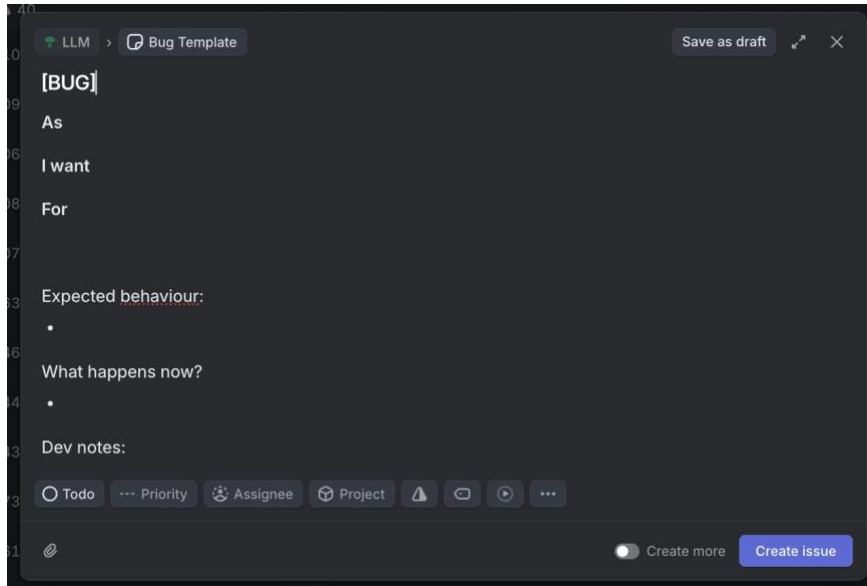 40
LLM › Bug Template Save as draft
[BUG]
As
I want
For
Expected behaviour:
•
What happens now?
•
Dev notes:
Todo --- Priority Assignee Project ...
Create more Create issue